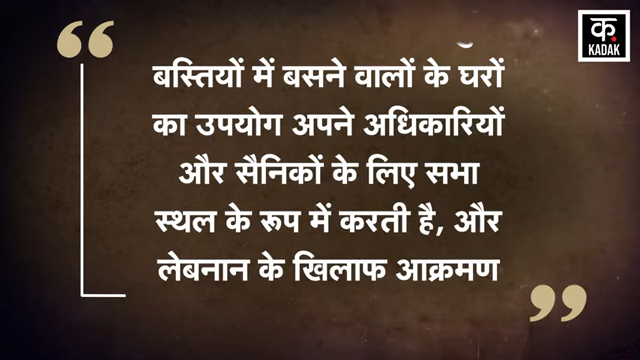 क.
KADAK
बस्तियों में बसने वालों के घरों
का उपयोग अपने अधिकारियों
और सैनिकों के लिए सभा
स्थल के रूप में करती है, और
लेबनान के खिलाफ आक्रमण